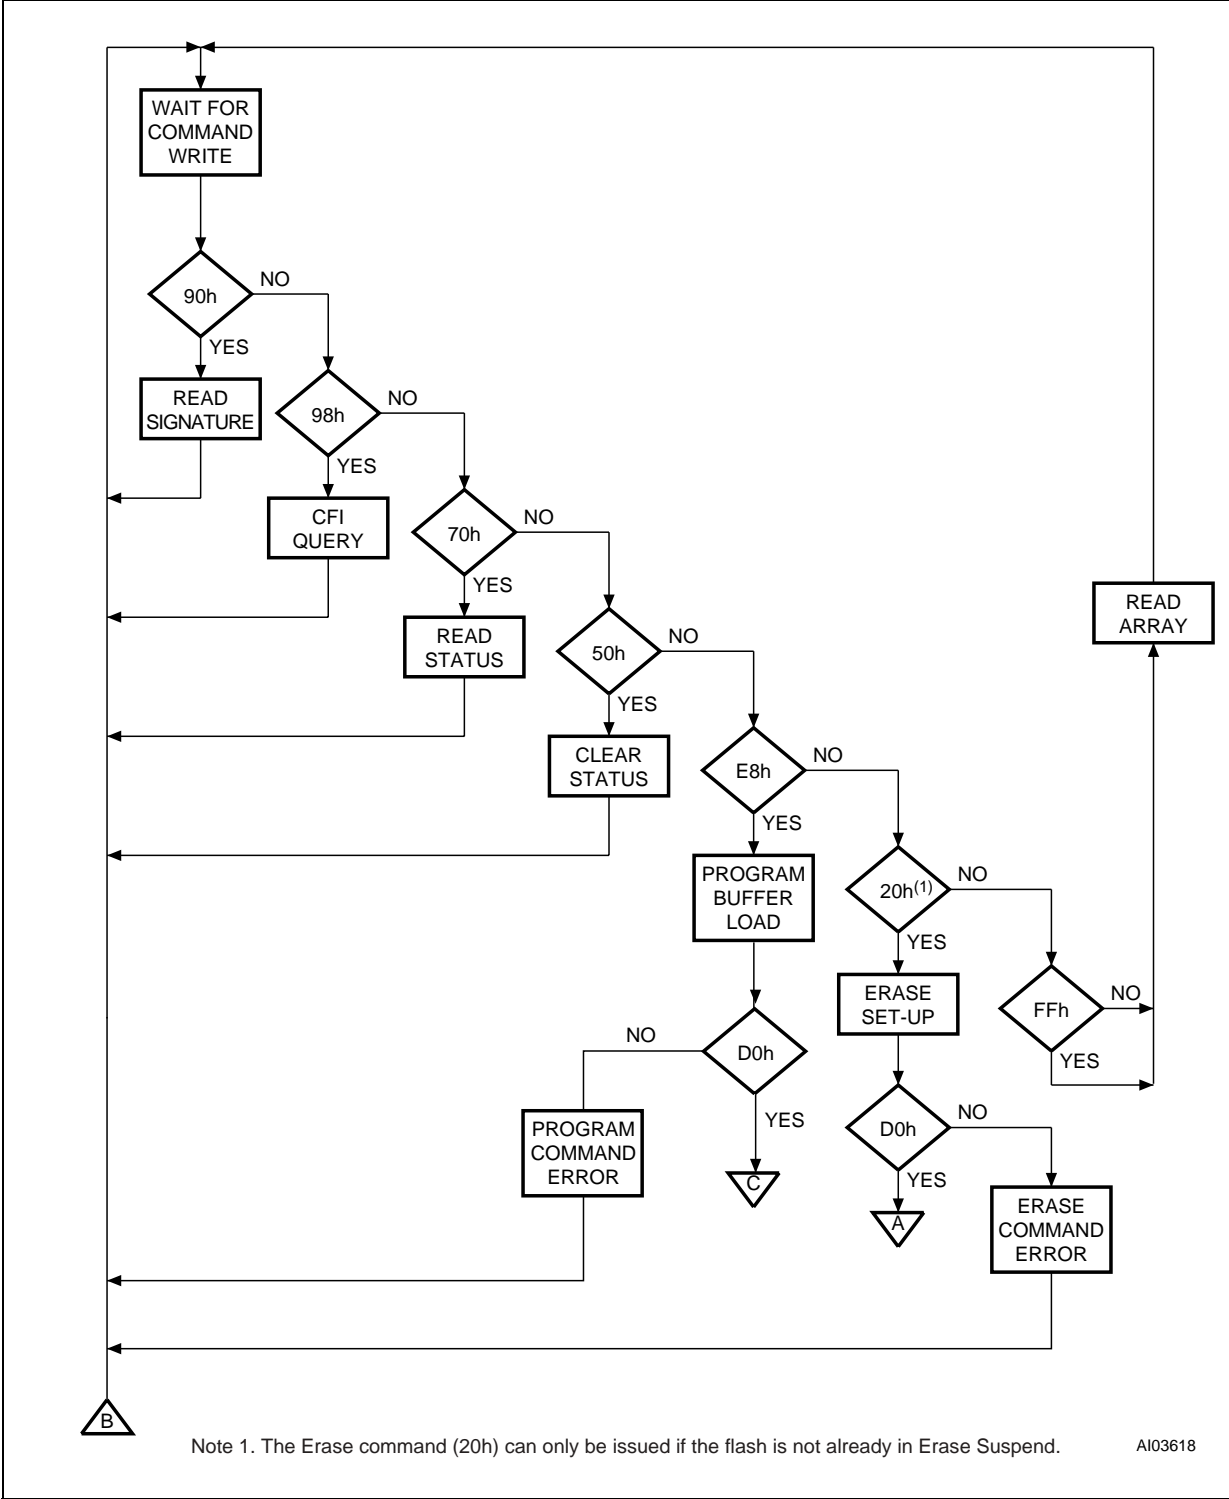 WAIT FOR
COMMAND
WRITE
90h
NO
YES
READ
SIGNATURE
98h
NO
YES
CFI
QUERY
70h
NO
YES
READ
STATUS
50h
NO
YES
CLEAR
STATUS
READ
ARRAY
E8h
NO
YES
PROGRAM
BUFFER
LOAD
20h(1)
NO
YES
ERASE
SET-UP
FFh
NO
YES
D0h
NO
YES
PROGRAM
COMMAND
ERROR
C
D0h
NO
YES
A
ERASE
COMMAND
ERROR
B
Note 1. The Erase command (20h) can only be issued if the flash is not already in Erase Suspend.
AI03618